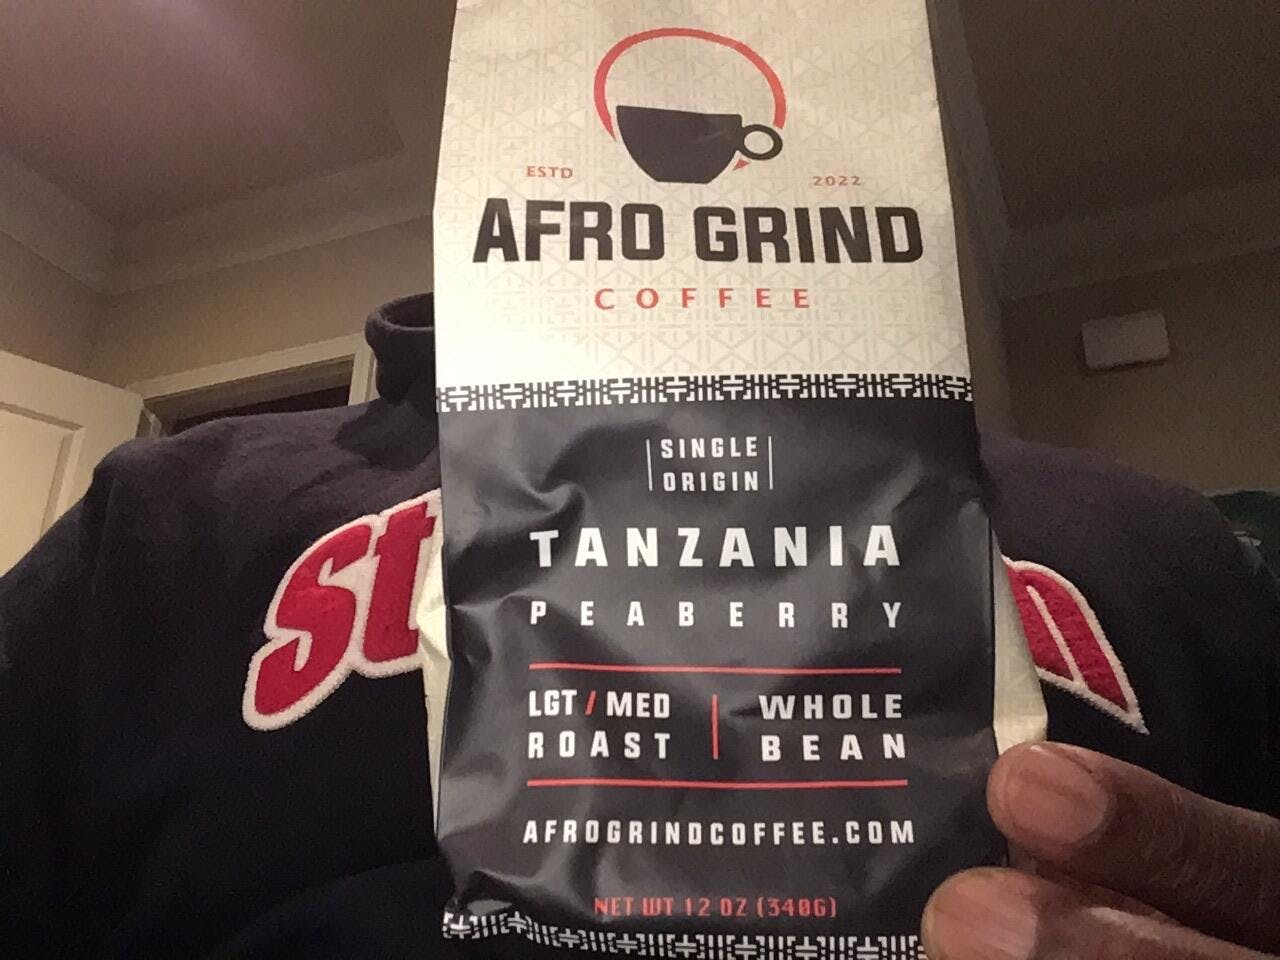 ESTD 2022
AFRO GRIND
COFFEE
SINGLE
ORIGIN
TANZANIA
PEABERRY
LGT / MED
ROAST
WHOLE
BEAN
AFROGRINDCOFFEE.COM
NET WT 12 OZ (340G)
St
n